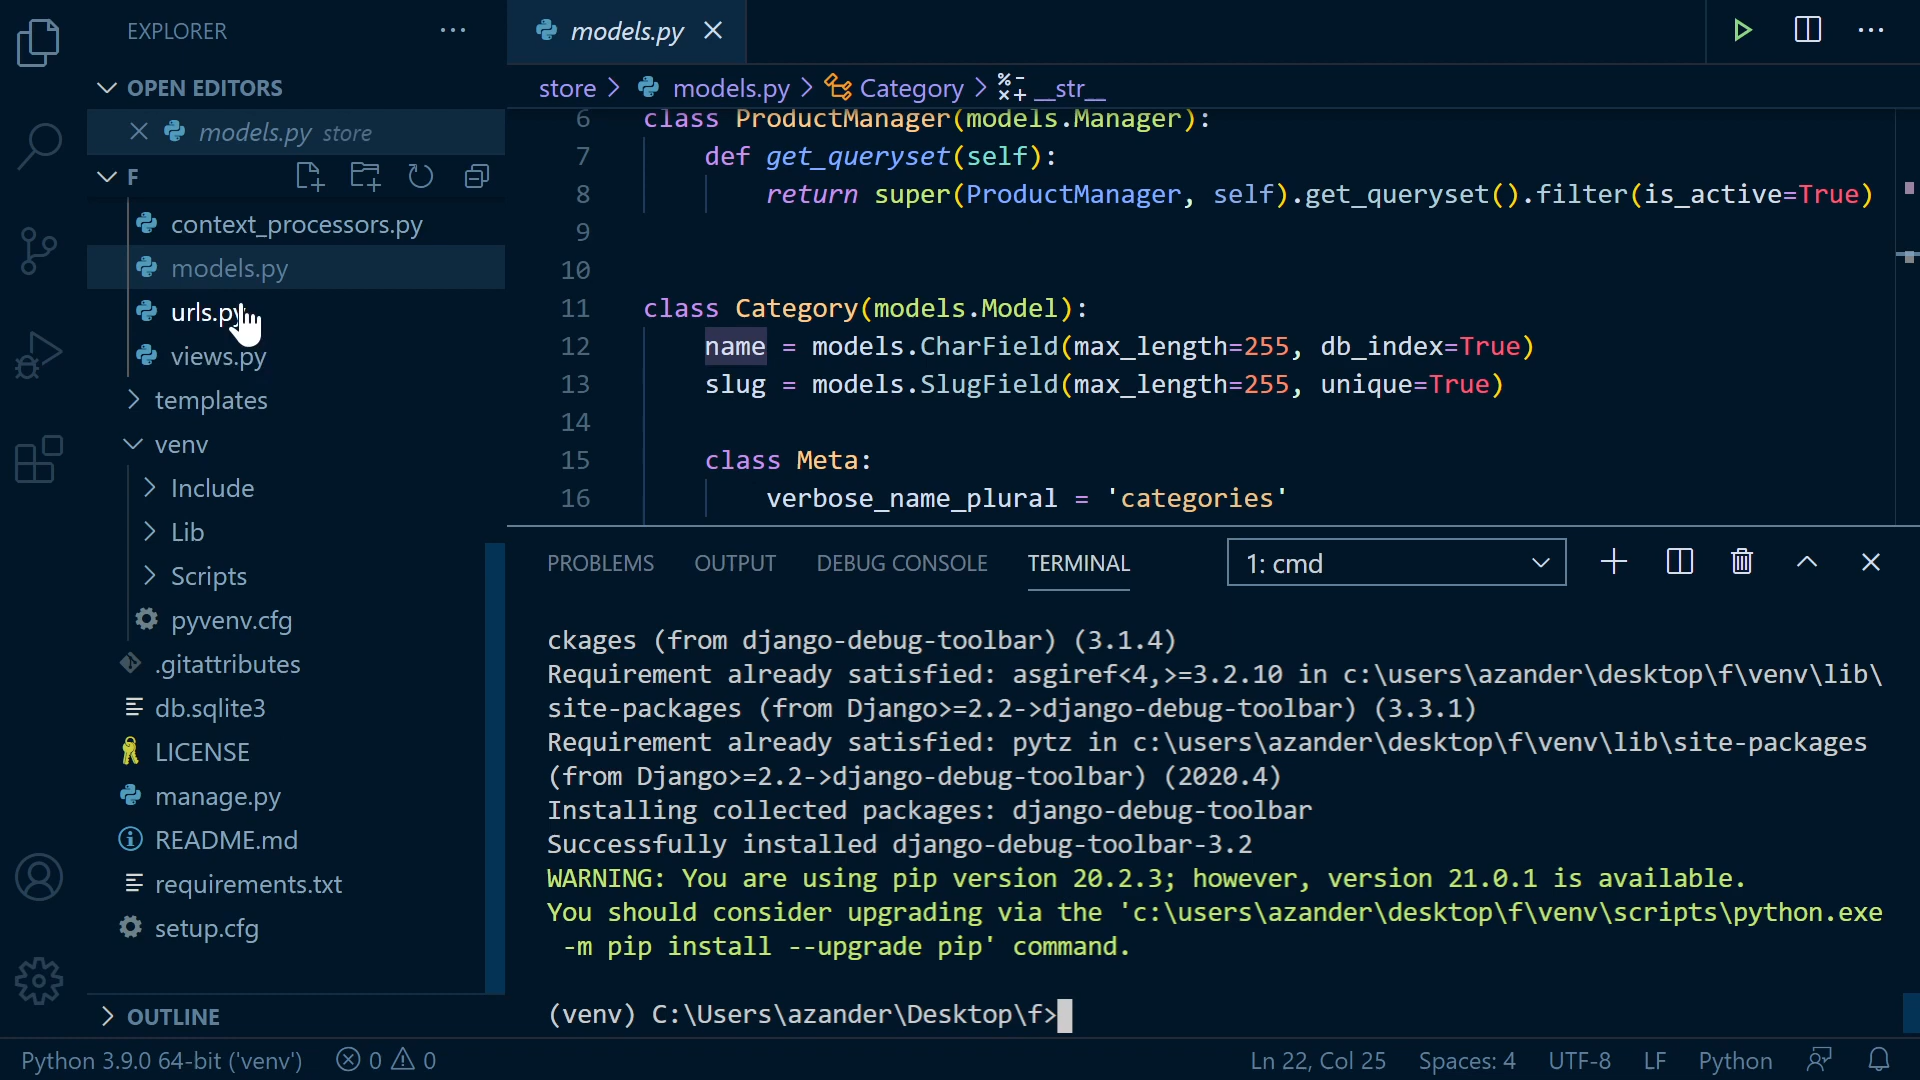 EXPLORER
OPEN EDITORS
models.py store
F
context_processors.py
models.py
urls.py
views.py
templates
venv
Include
Lib
Scripts
pyvenv.cfg
.gitattributes
db.sqlite3
LICENSE
manage.py
README.md
requirements.txt
setup.cfg
OUTLINE
models.py
store > models.py > Category > __str__
6 class ProductManager(models.Manager):
7 def get_queryset(self):
8 return super(ProductManager, self).get_queryset().filter(is_active=True)
9
10
11 class Category(models.Model):
12 name = models.CharField(max_length=255, db_index=True)
13 slug = models.SlugField(max_length=255, unique=True)
14
15 class Meta:
16 verbose_name_plural = 'categories'
PROBLEMS OUTPUT DEBUG CONSOLE TERMINAL 1: cmd
ckages (from django-debug-toolbar) (3.1.4)
Requirement already satisfied: asgiref<4,>=3.2.10 in c:\users\azander\desktop\f\venv\lib\
site-packages (from Django>=2.2->django-debug-toolbar) (3.3.1)
Requirement already satisfied: pytz in c:\users\azander\desktop\f\venv\lib\site-packages
(from Django>=2.2->django-debug-toolbar) (2020.4)
Installing collected packages: django-debug-toolbar
Successfully installed django-debug-toolbar-3.2
WARNING: You are using pip version 20.2.3; however, version 21.0.1 is available.
You should consider upgrading via the 'c:\users\azander\desktop\f\venv\scripts\python.exe
-m pip install --upgrade pip' command.
(venv) C:\Users\azander\Desktop\f>
Python 3.9.0 64-bit ('venv') 0 0 Ln 22, Col 25 Spaces: 4 UTF-8 LF Python